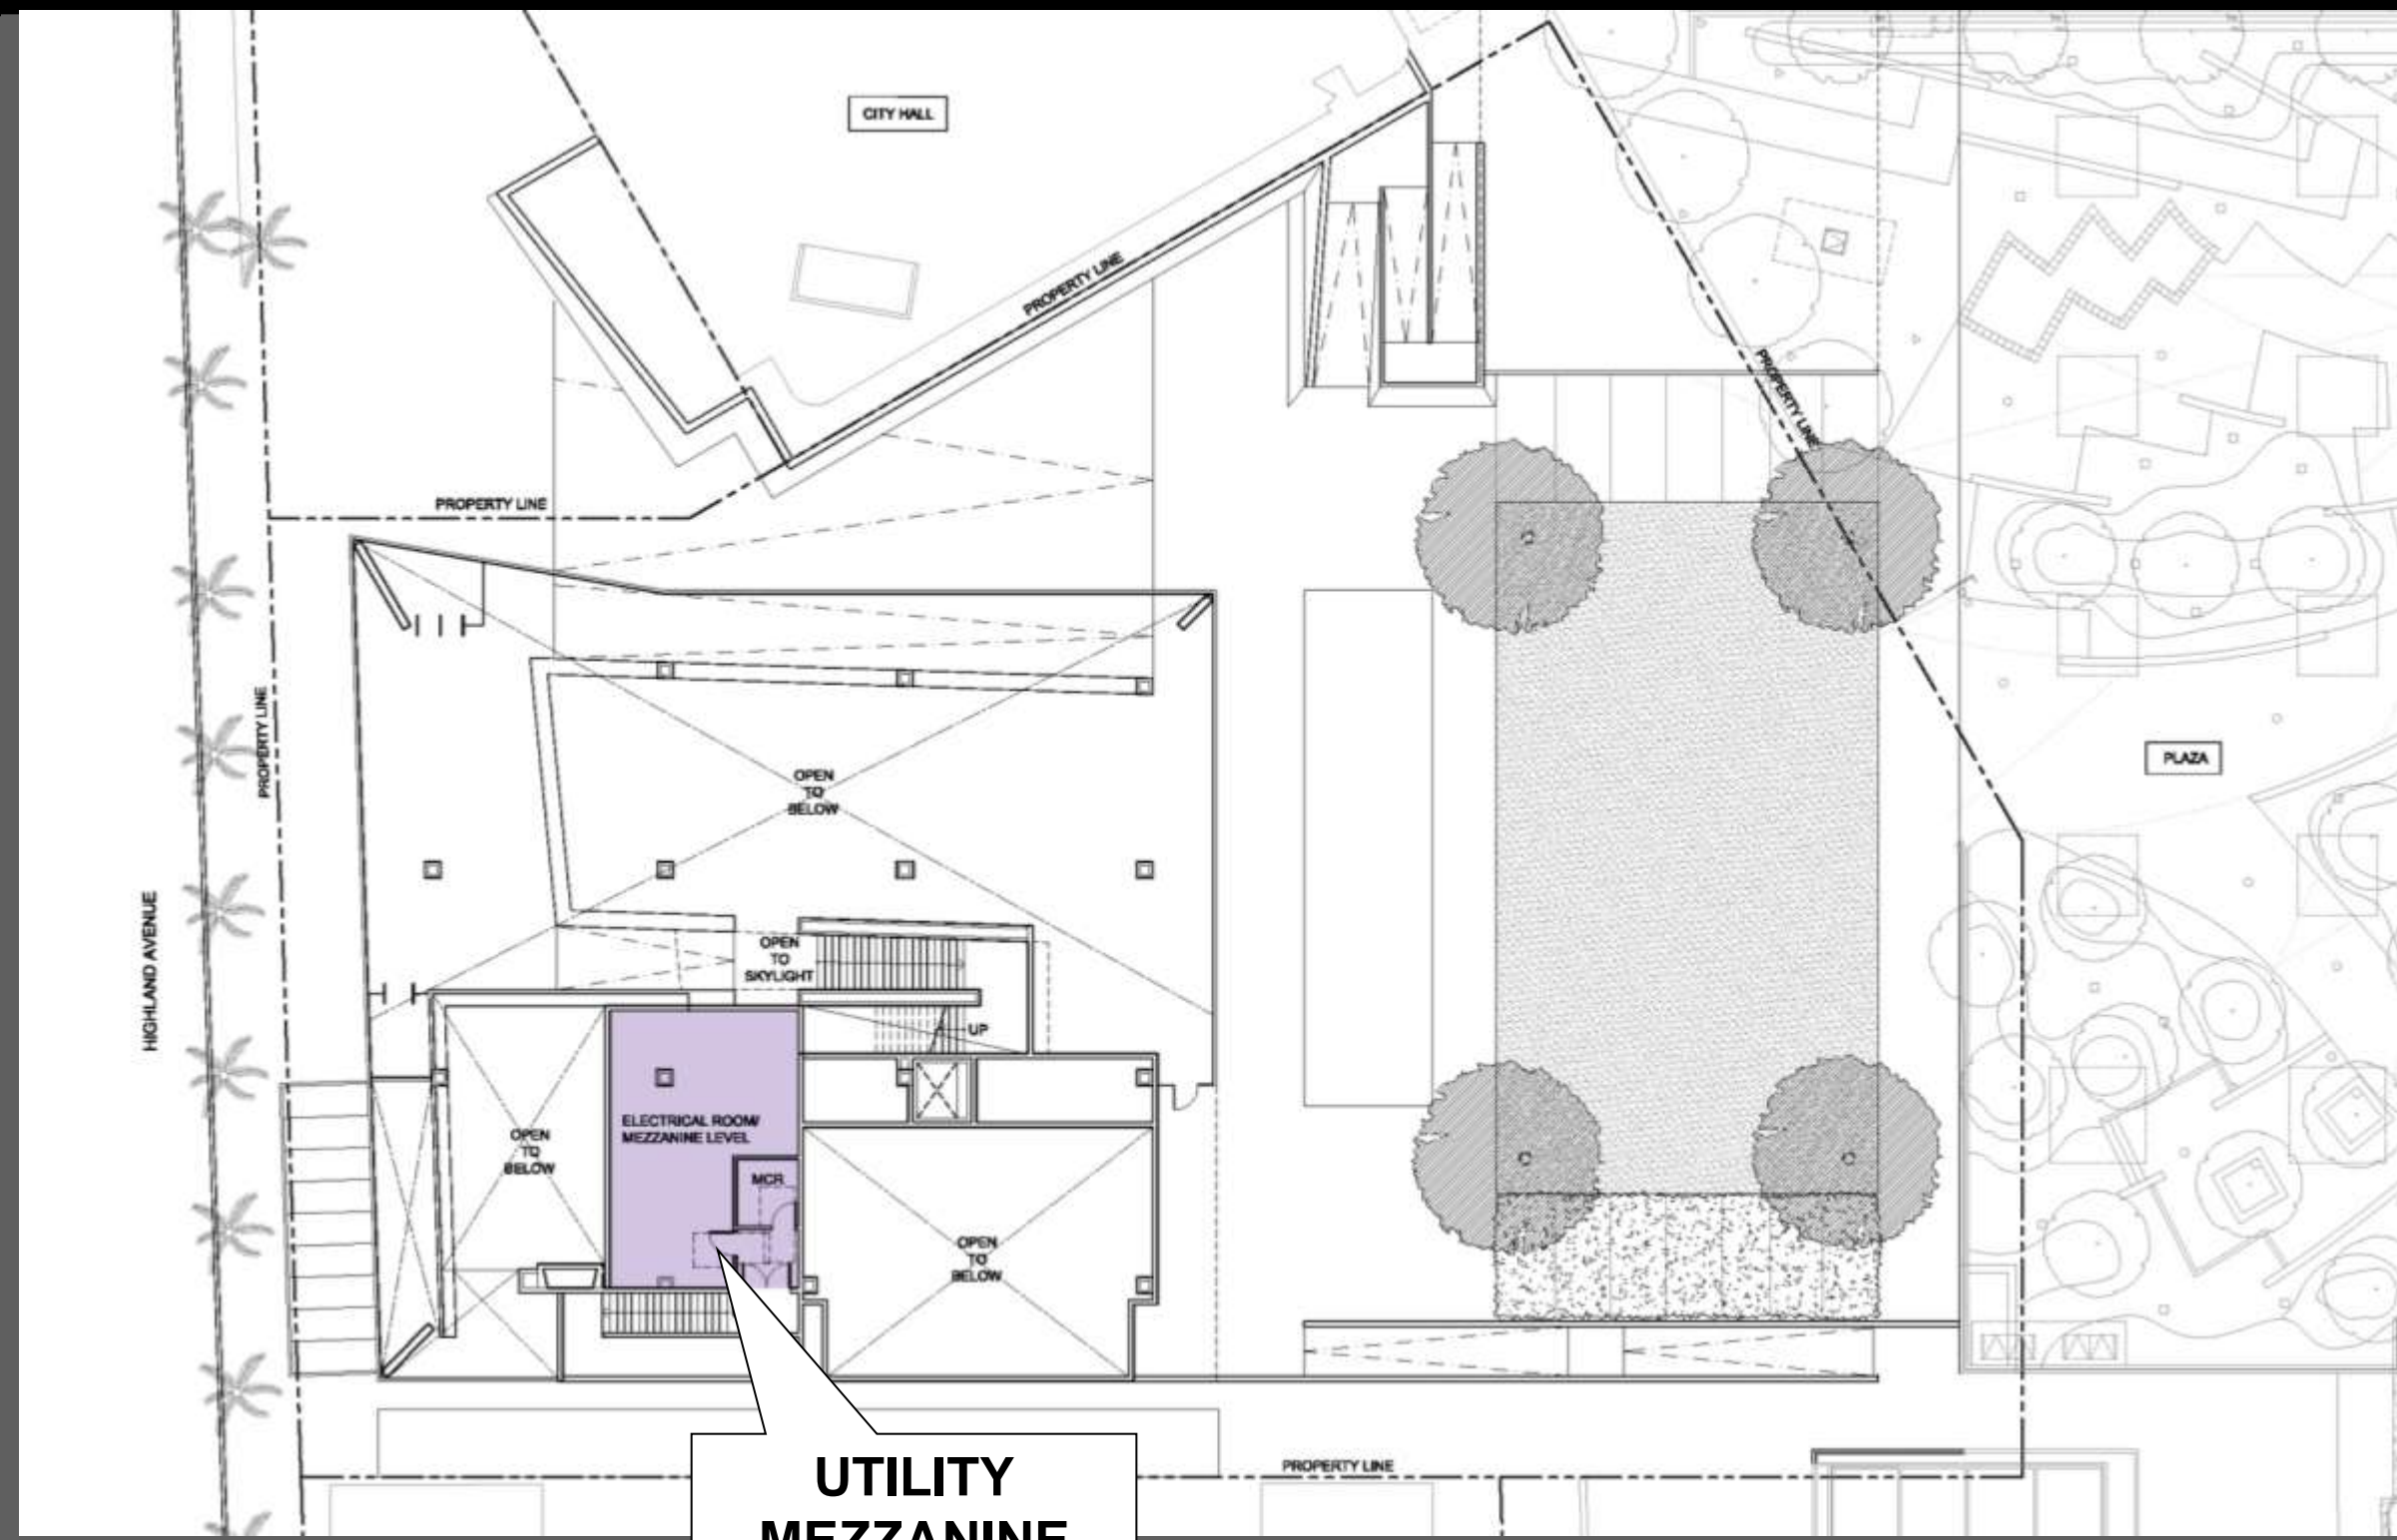 CITY HALL
PROPERTY LINE
PROPERTY LINE
PROPERTY LINE
PROPERTY LINE
PLAZA
OPEN
TO
BELOW
HIGHLAND AVENUE
OPEN
TO
SKYLIGHT
UP
ELECTRICAL ROOM/
MEZZANINE LEVEL
OPEN
TO
BELOW
MCR
OPEN
TO
BELOW
PROPERTY LINE
UTILITY
MEZZANINE